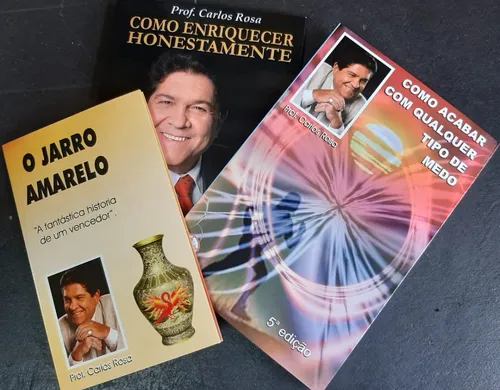 Prof. Carlos Rosa
COMO ENRIQUECER
HONESTAMENTE
O JARRO
AMARELO
"A fantástica historia
de um vencedor".
Prof. Carlos Rosa
COMO ACABAR
COM QUALQUER
TIPO DE
MEDO
Prof. Carlos Rosa
5ª edição